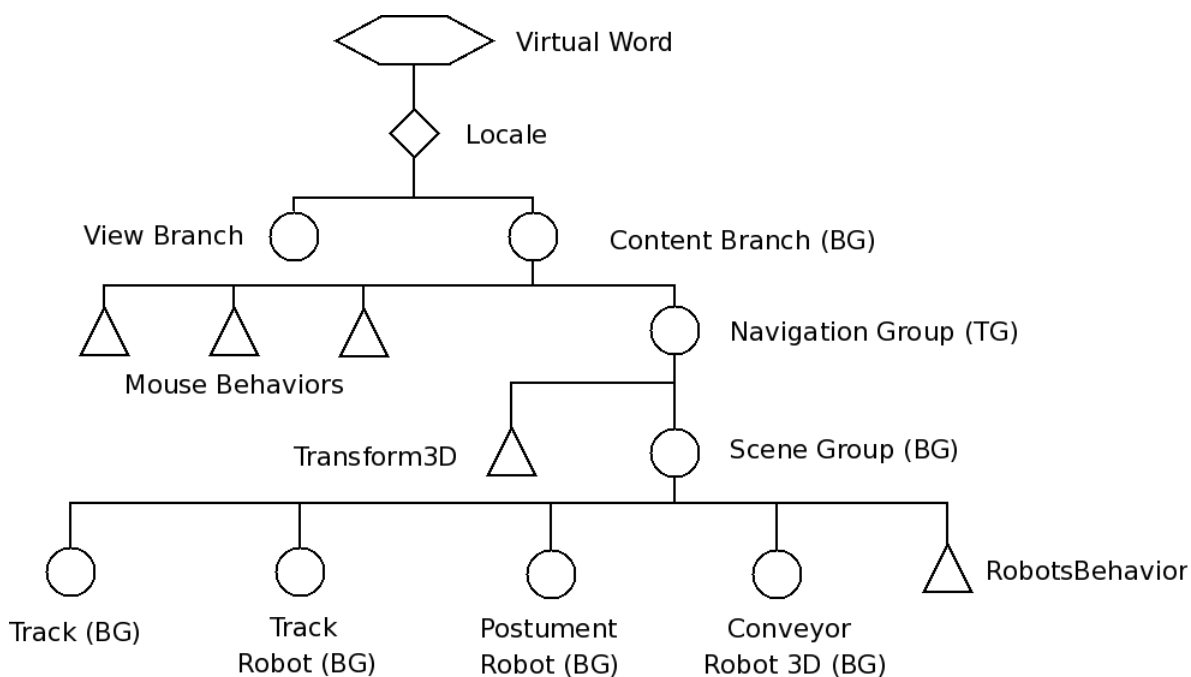 Virtual Word
Locale
View Branch
Content Branch (BG)
Navigation Group (TG)
Mouse Behaviors
Transform3D
Scene Group (BG)
RobotsBehavior
Track (BG)
Track
Robot (BG)
Postument
Robot (BG)
Conveyor
Robot 3D (BG)